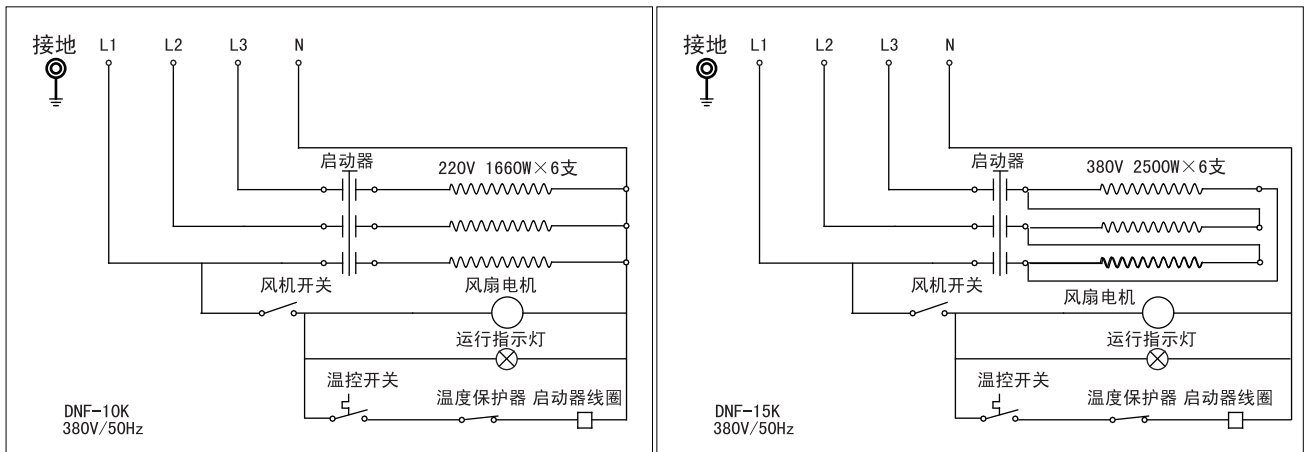 接地 L1 L2 L3 N
启动器
220V 1660W×6支
风机开关
风扇电机
运行指示灯
温控开关
温度保护器 启动器线圈
DNF-10K
380V/50Hz
接地 L1 L2 L3 N
启动器
380V 2500W×6支
风机开关
风扇电机
运行指示灯
温控开关
温度保护器 启动器线圈
DNF-15K
380V/50Hz